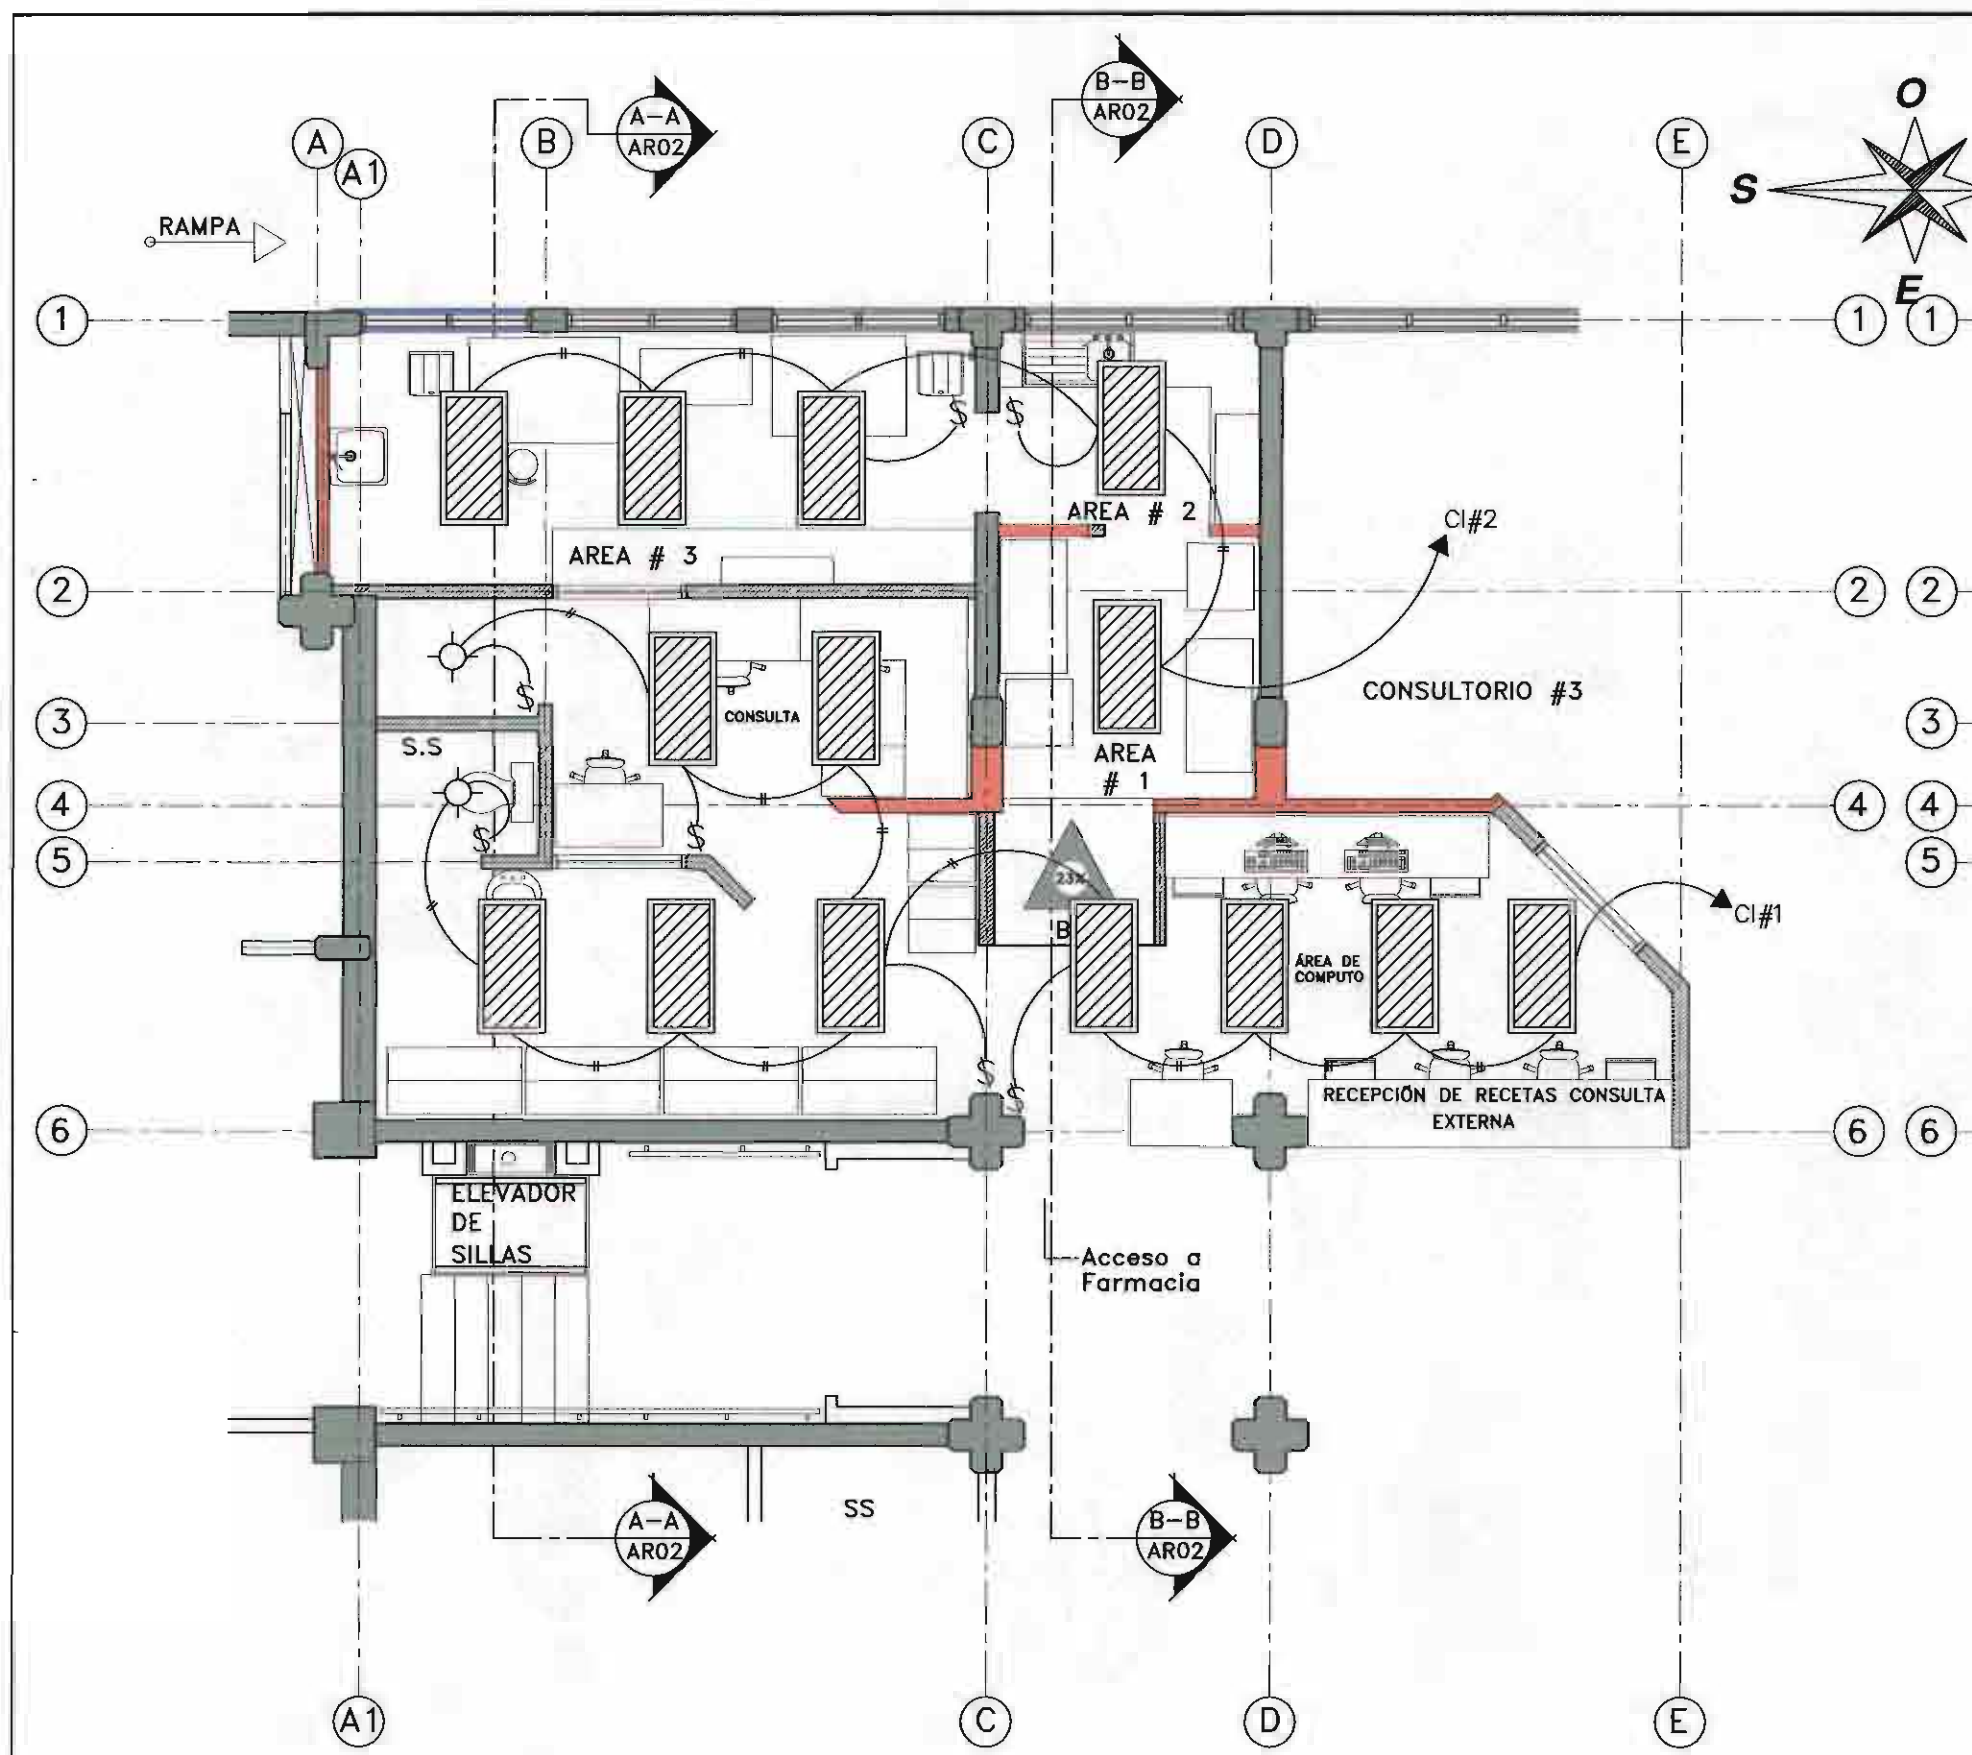 B-B
AR02
A-A
AR02
O
A
A1
B
C
D
E
S
RAMPA
E
1
1
1
AREA # 2
CI#2
AREA # 3
2
2
2
CONSULTORIO #3
CONSULTA
3
3
S.S
AREA
# 1
4
4
4
5
5
23%
CI#1
B
ÁREA DE
COMPUTO
RECEPCIÓN DE RECETAS CONSULTA
EXTERNA
6
6
6
ELEVADOR
DE
SILLAS
Acceso a
Farmacia
SS
A-A
AR02
B-B
AR02
A1
C
D
E